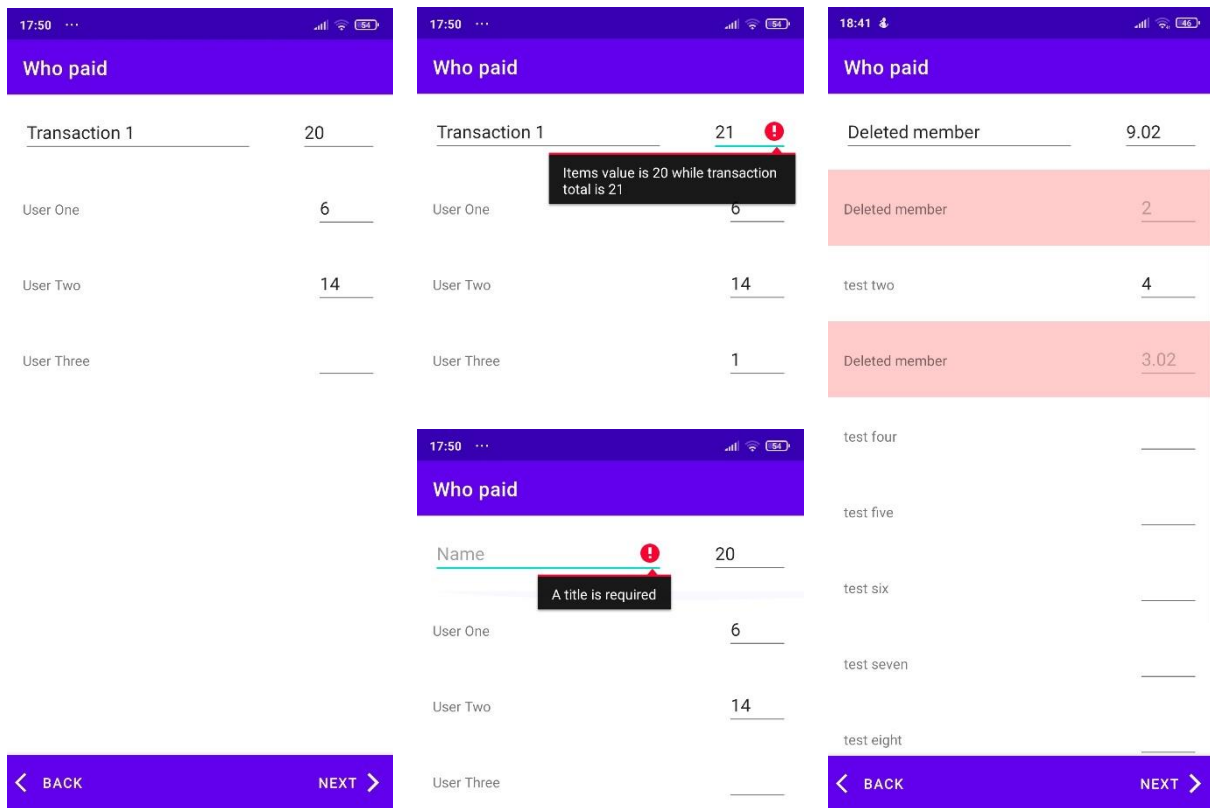 17:50 ...
54
Who paid
Transaction 1 20
User One 6
User Two 14
User Three
BACK NEXT
17:50 ...
54
Who paid
Transaction 1 21
Items value is 20 while transaction
total is 21
User One 6
User Two 14
User Three 1
17:50 ...
54
Who paid
Name 20
A title is required
User One 6
User Two 14
User Three
18:41
46
Who paid
Deleted member 9.02
Deleted member 2
test two 4
Deleted member 3.02
test four
test five
test six
test seven
test eight
BACK NEXT